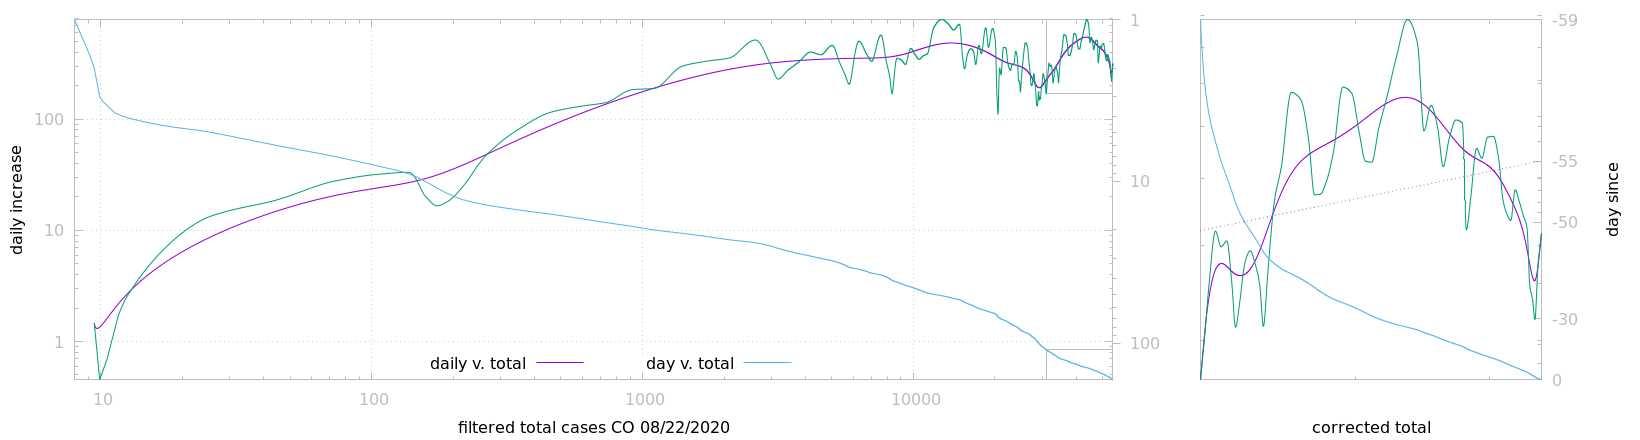 daily increase
100
10
1
10
100
1000
10000
1
10
100
daily v. total
day v. total
filtered total cases CO 08/22/2020
-59
-55
-50
-30
0
day since
corrected total